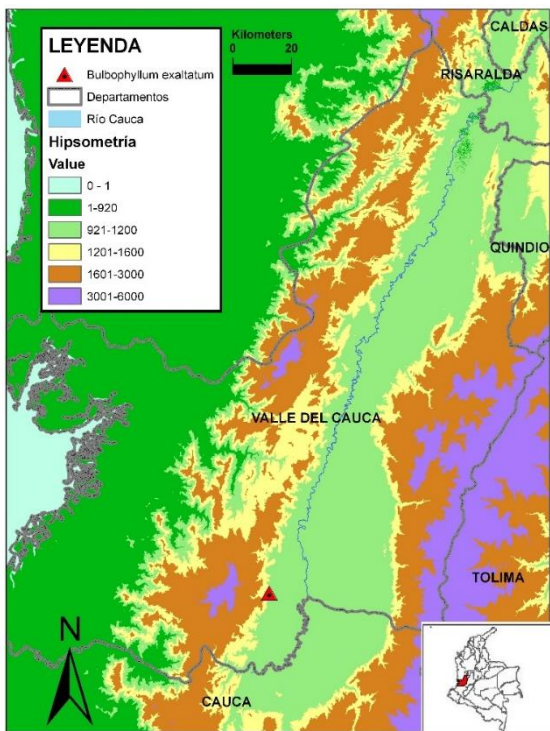 LEYENDA
Bulbophyllum exaltatum
Departamentos
Río Cauca
Hipsometría
Value
0 - 1
1-920
921-1200
1201-1600
1601-3000
3001-6000
Kilometers
0 20
CALDAS
RISARALDA
QUINDIO
VALLE DEL CAUCA
TOLIMA
CAUCA
N